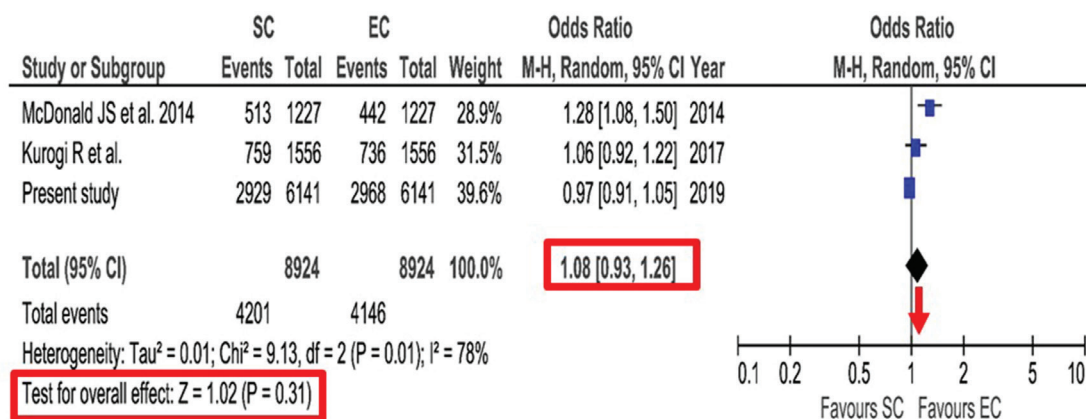 SC EC Odds Ratio Odds Ratio
Study or Subgroup Events Total Events Total Weight M-H, Random, 95% CI Year M-H, Random, 95% CI
McDonald JS et al. 2014 513 1227 442 1227 28.9% 1.28 [1.08, 1.50] 2014
Kurogi R et al. 759 1556 736 1556 31.5% 1.06 [0.92, 1.22] 2017
Present study 2929 6141 2968 6141 39.6% 0.97 [0.91, 1.05] 2019
Total (95% CI) 8924 8924 100.0% 1.08 [0.93, 1.26]
Total events 4201 4146
Heterogeneity: Tau² = 0.01; Chi² = 9.13, df = 2 (P = 0.01); I² = 78%
Test for overall effect: Z = 1.02 (P = 0.31)
0.1 0.2 0.5 1 2 5 10
Favours SC Favours EC